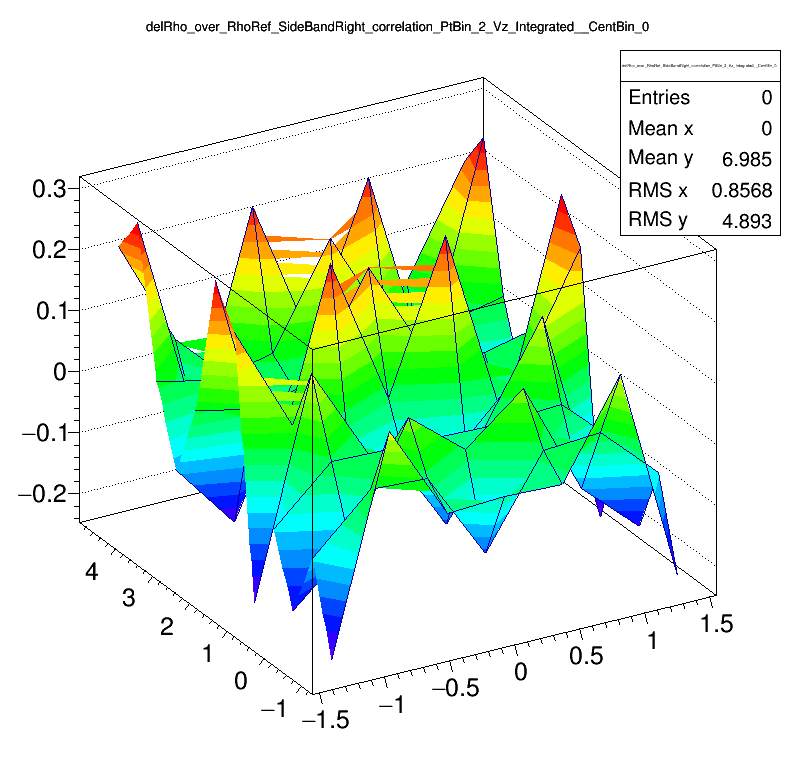 delRho_over_RhoRef_SideBandRight_correlation_PtBin_2_Vz_Integrated__CentBin_0
delRho_over_RhoRef_SideBandRight_correlation_PtBin_2_Vz_Integrated__CentBin_0
Entries 0
Mean x 0
Mean y 6.985
RMS x 0.8568
RMS y 4.893
0.3
0.2
0.1
0
−0.1
−0.2
4
3
2
1
0
−1
−1.5
−1
−0.5
0
0.5
1
1.5